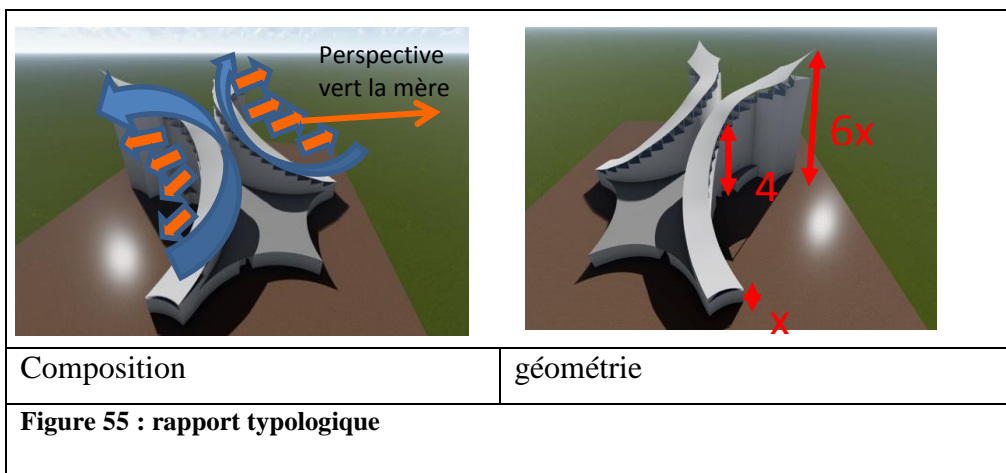 Perspective
vert la mère
6x
4
x
Composition
géométrie
Figure 55 : rapport typologique